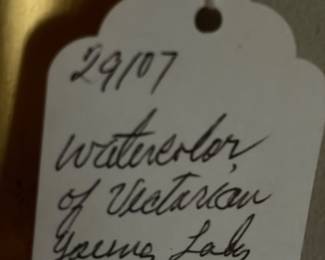 29/07
Watercolor
of Victorian
Young Lady